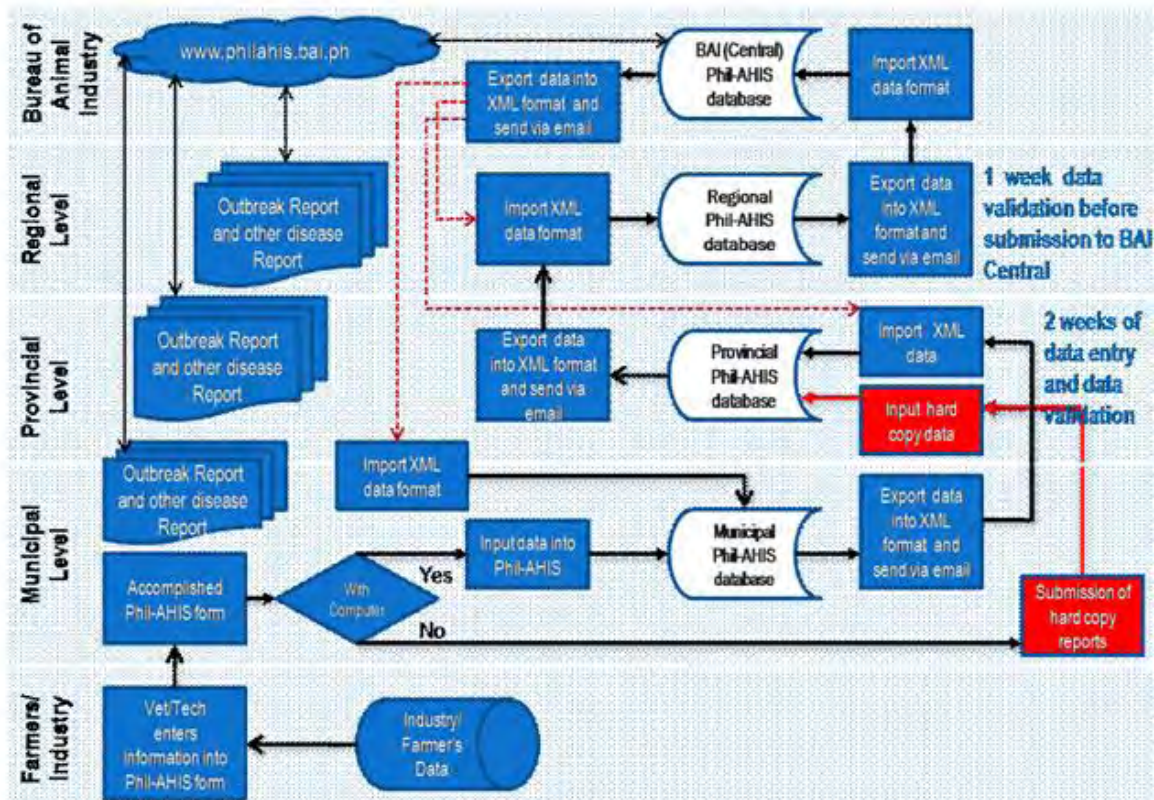 Bureau of
Animal
Industry
www.philahis.bai.ph
Export data into
XML format and
send via email
BAI (Central)
Phil-AHIS
database
Import XML
data format
Regional
Level
Outbreak Report
and other disease
Report
Import XML
data format
Regional
Phil-AHIS
database
Export data
into XML
format and
send via email
1 week data
validation before
submission to BAI
Central
Provincial
Level
Outbreak Report
and other disease
Report
Export data
into XML format
and send via
email
Provincial
Phil-AHIS
database
Import XML
data
Input hard
copy data
2 weeks of
data entry
and data
validation
Municipal
Level
Outbreak Report
and other disease
Report
Import XML
data format
Accomplished
Phil-AHIS form
With
Computer
Yes
No
Input data into
Phil-AHIS
Municipal
Phil-AHIS
database
Export data
into XML
format and
send via email
Submission of
hard copy
reports
Farmers/
Industry
Vet/Tech
enters
information into
Phil-AHIS form
Industry/
Farmer's
Data